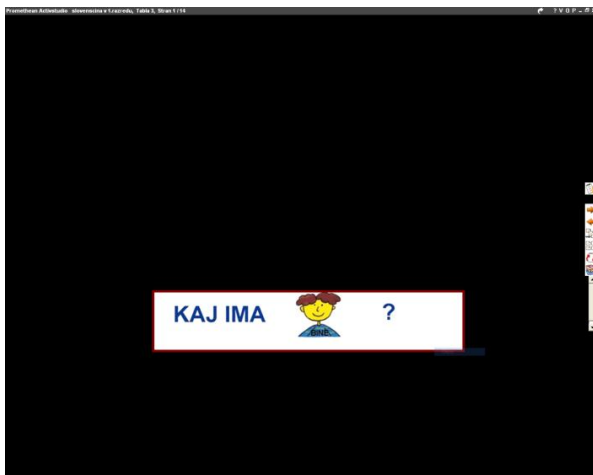 Promethean Activstudio slovenscina v 1.razredu, Tabla 3, Stran 1 / 14
? V O P
KAJ IMA ?
BINE